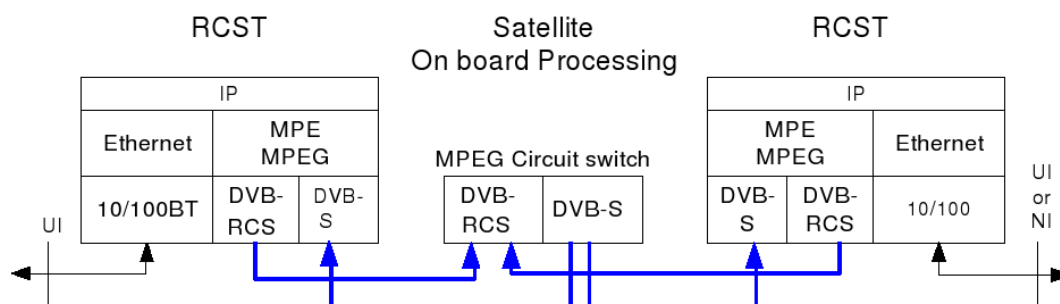 RCST
Satellite
On board Processing
RCST
IP
Ethernet
MPE
MPEG
10/100BT
DVB-
RCS
DVB-
S
UI
MPEG Circuit switch
DVB-
RCS
DVB-S
IP
MPE
MPEG
Ethernet
DVB-
S
DVB-
RCS
10/100
UI
or
NI